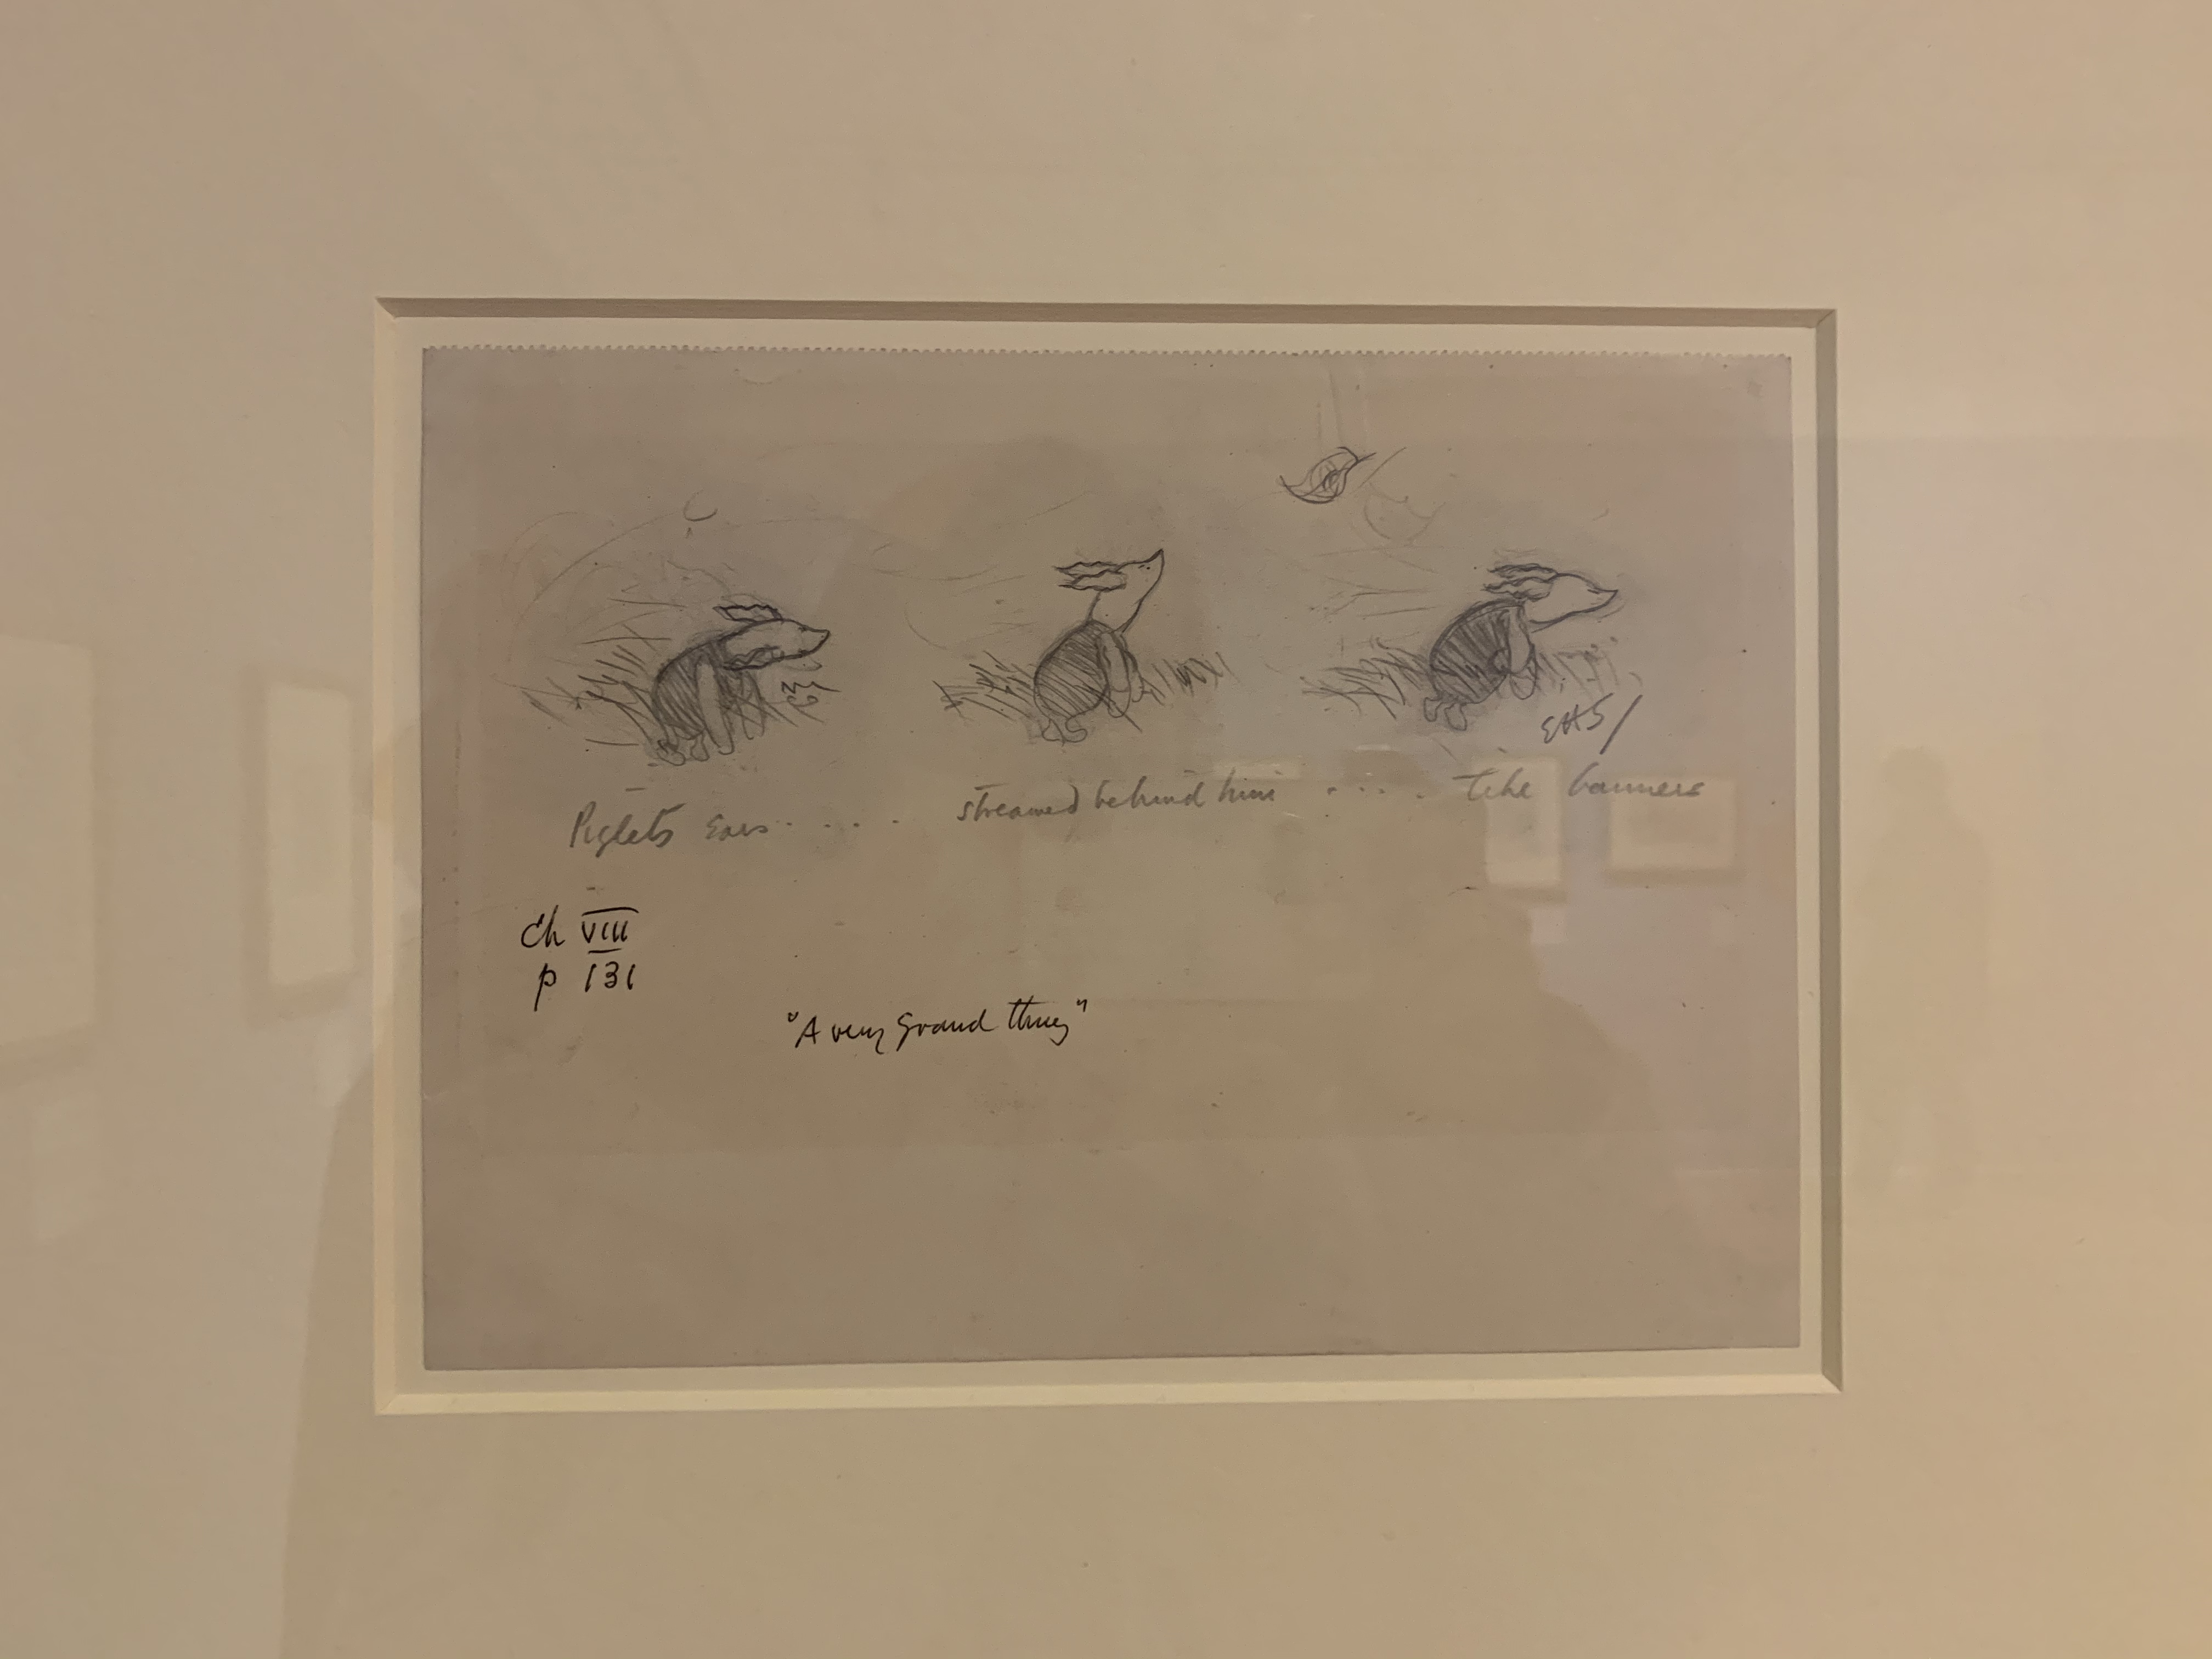 EHS/
Piglets ears . . . . . streamed behind him . . . . . like banners
Ch VIII
p 131
"A very grand thing"